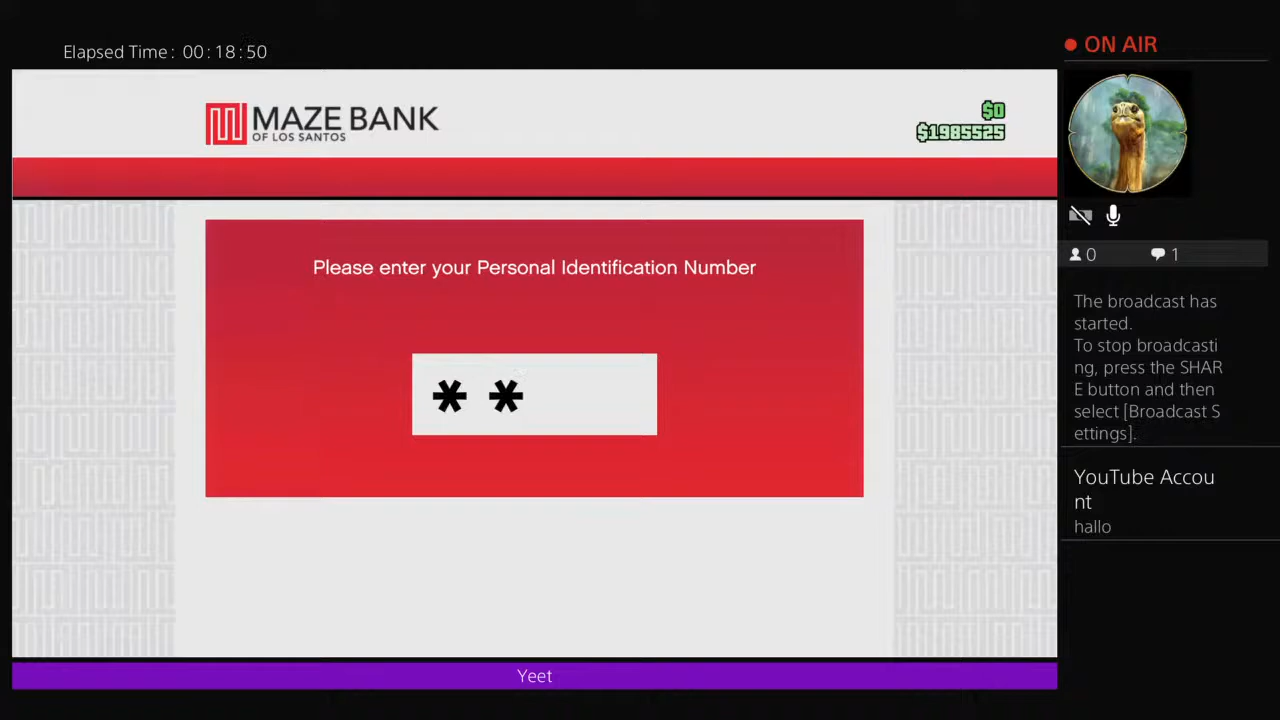 Elapsed Time: 00:18:50
ON AIR
MAZE BANK
OF LOS SANTOS
$0
$1985525
Please enter your Personal Identification Number
* *
0
1
The broadcast has
started.
To stop broadcasti
ng, press the SHAR
E button and then
select [Broadcast S
ettings].
YouTube Accou
nt
hallo
Yeet